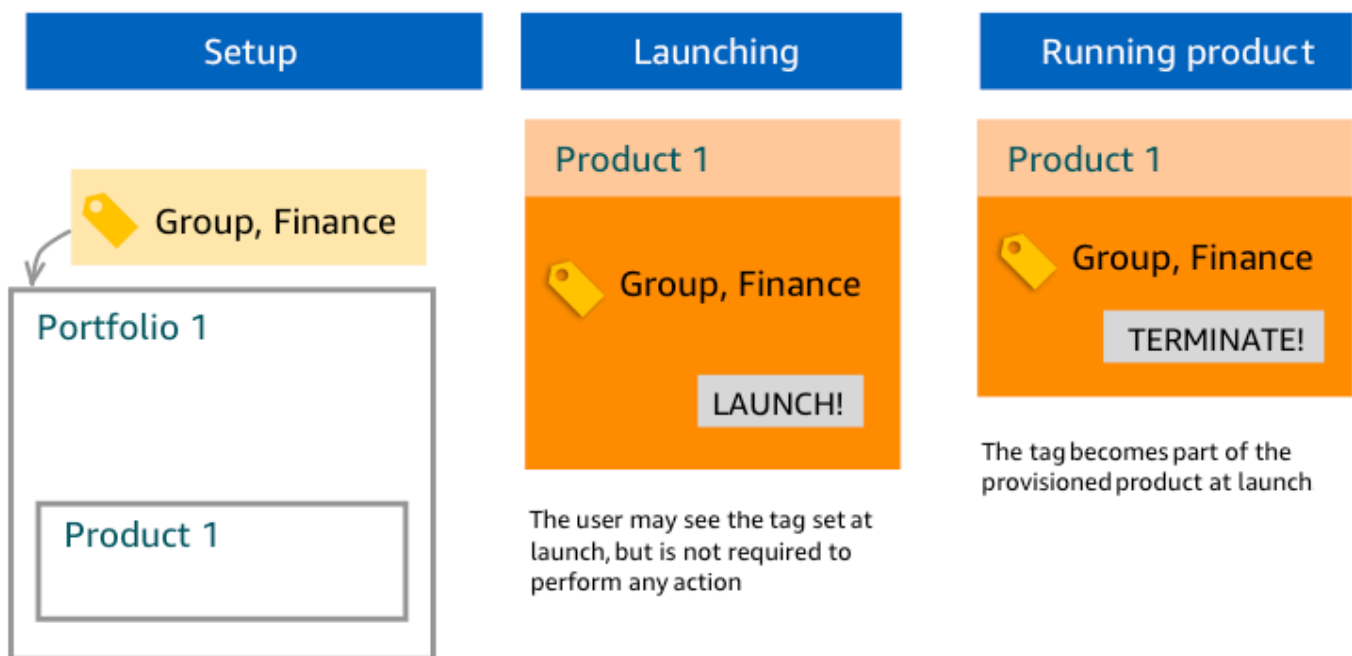 Setup
Group, Finance
Portfolio 1
Product 1
Launching
Product 1
Group, Finance
LAUNCH!
The user may see the tag set at
launch, but is not required to
perform any action
Running product
Product 1
Group, Finance
TERMINATE!
The tag becomes part of the
provisioned product at launch